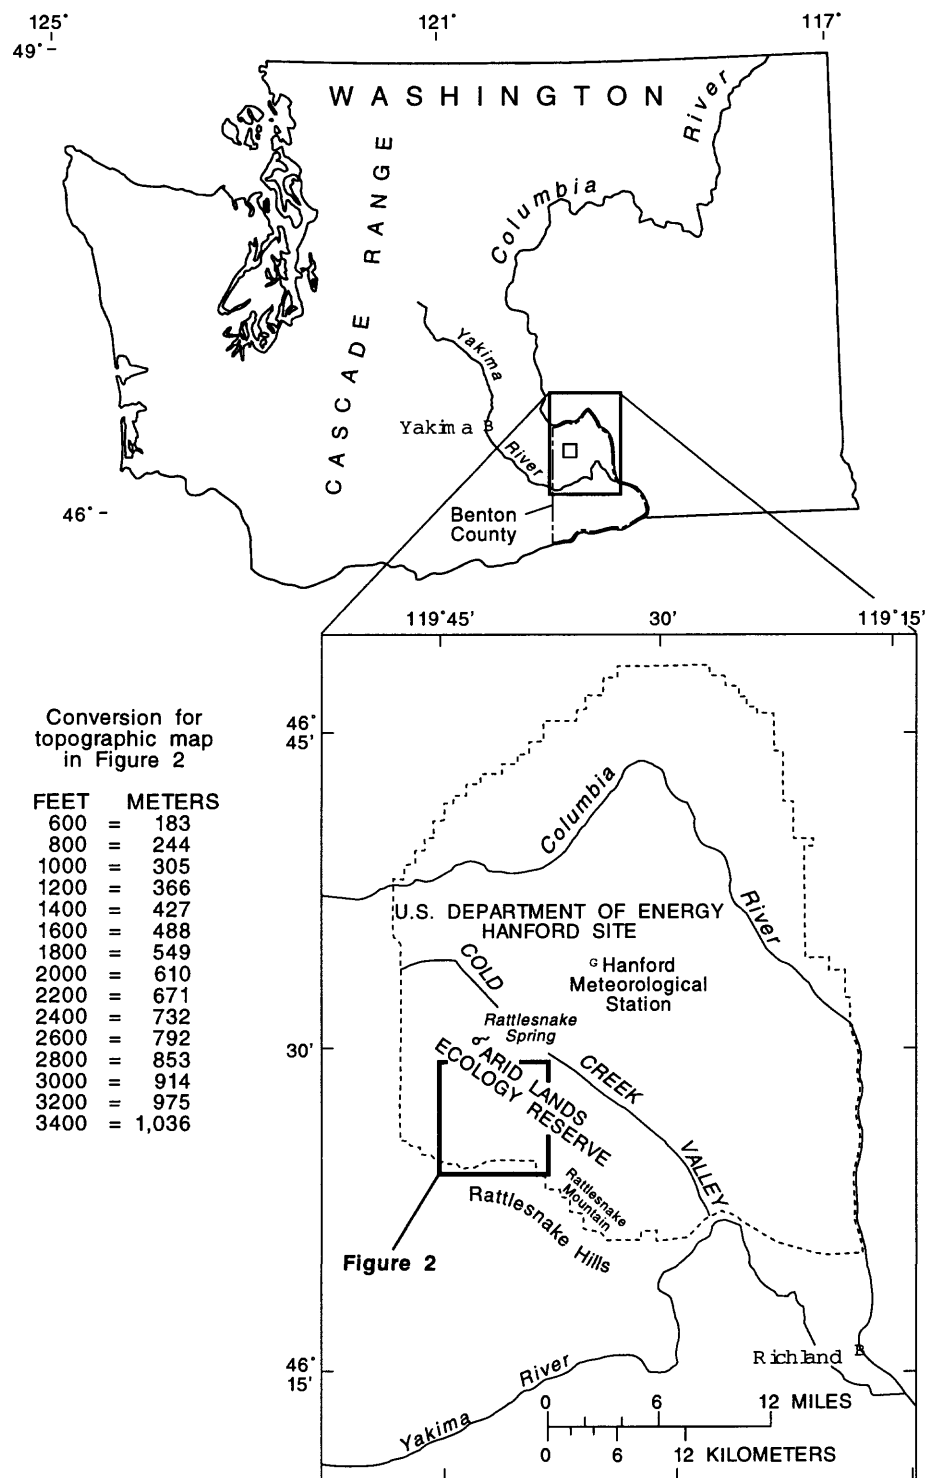 125° 121° 117°
49°
WASHINGTON
CASCADE RANGE
Columbia River
Yakima River
Yakima B
Benton
County
46°
119°45' 30' 119°15'
46°
45'
30'
46°
15'
Conversion for
topographic map
in Figure 2
FEET METERS
600 = 183
800 = 244
1000 = 305
1200 = 366
1400 = 427
1600 = 488
1800 = 549
2000 = 610
2200 = 671
2400 = 732
2600 = 792
2800 = 853
3000 = 914
3200 = 975
3400 = 1,036
Columbia River
U.S. DEPARTMENT OF ENERGY
HANFORD SITE
G Hanford
Meteorological
Station
COLD CREEK VALLEY
Rattlesnake
Spring
ARID LANDS
ECOLOGY RESERVE
Rattlesnake
Mountain
Rattlesnake Hills
Figure 2
Richland B
Yakima River
0 6 12 MILES
0 6 12 KILOMETERS